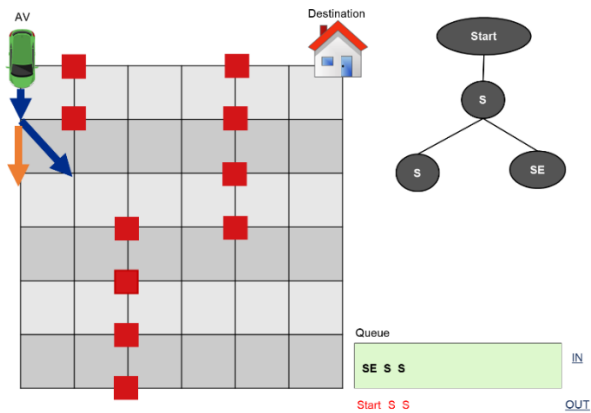 AV
Destination
Start
S
S
SE
Queue
SE S S
IN
Start S S
OUT